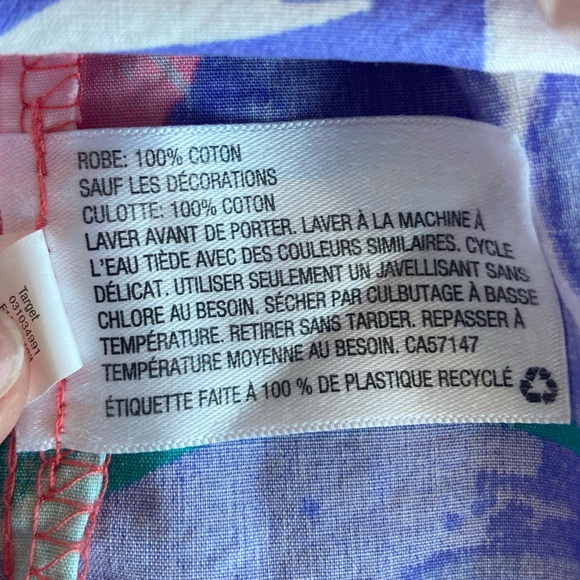 ROBE: 100% COTON
SAUF LES DÉCORATIONS
CULOTTE: 100% COTON
LAVER AVANT DE PORTER. LAVER À LA MACHINE À
L'EAU TIÈDE AVEC DES COULEURS SIMILAIRES. CYCLE
DÉLICAT. UTILISER SEULEMENT UN JAVELLISANT SANS
CHLORE AU BESOIN. SÉCHER PAR CULBUTAGE À BASSE
TEMPÉRATURE. RETIRER SANS TARDER. REPASSER À
TEMPÉRATURE MOYENNE AU BESOIN. CA57147
ÉTIQUETTE FAITE À 100 % DE PLASTIQUE RECYCLÉ
Target
031034991